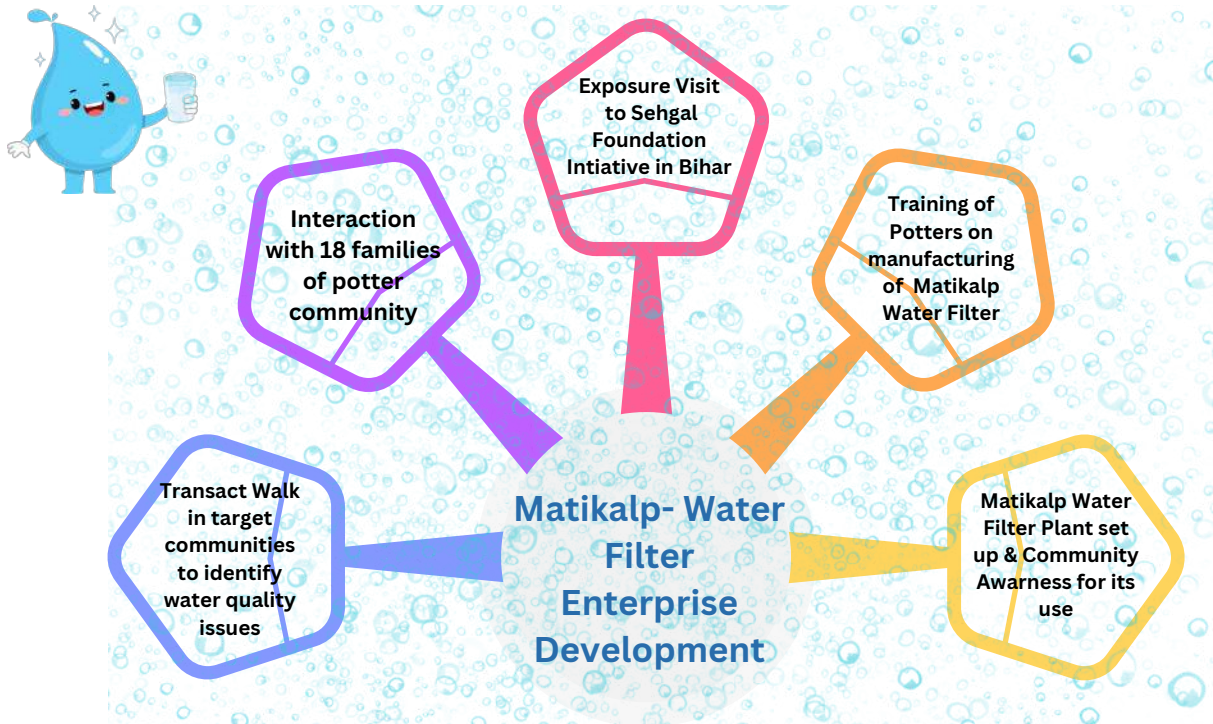 Exposure Visit
to Sehgal
Foundation
Intiative in Bihar
Interaction
with 18 families
of potter
community
Training of
Potters on
manufacturing
of Matikalp
Water Filter
Transact Walk
in target
communities
to identify
water quality
issues
Matikalp- Water
Filter
Enterprise
Development
Matikalp Water
Filter Plant set
up & Community
Awarness for its
use